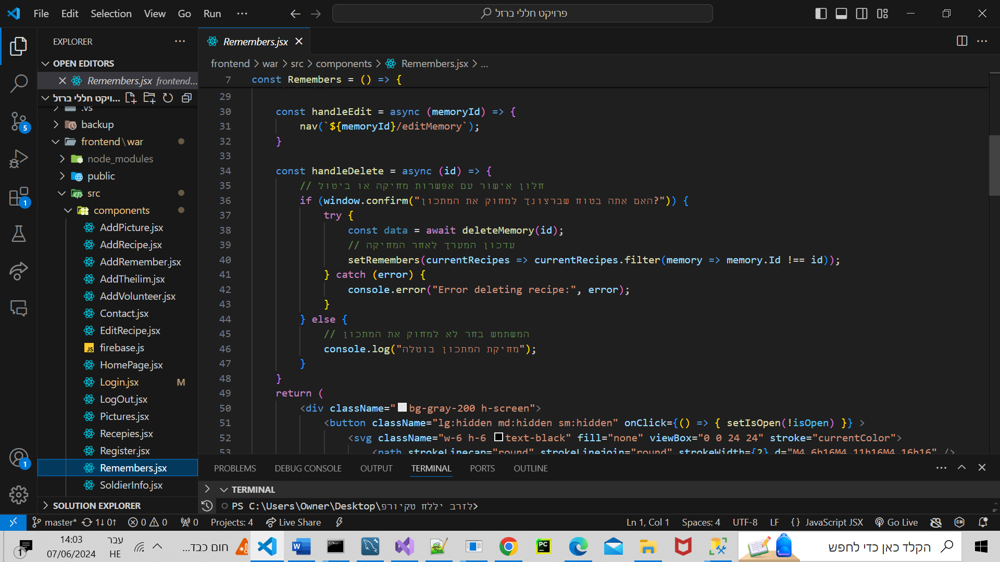 File Edit Selection View Go Run ...
פרויקט חללי ברזל
EXPLORER
OPEN EDITORS
Remembers.jsx frontend...
ויקט חללי ברזל...
.vs
backup
frontend\war
node_modules
public
src
components
AddPicture.jsx
AddRecipe.jsx
AddRemember.jsx
AddTheilim.jsx
AddVolunteer.jsx
Contact.jsx
EditRecipe.jsx
JS firebase.js
HomePage.jsx
Login.jsx M
LogOut.jsx
Pictures.jsx
Recepies.jsx
Register.jsx
Remembers.jsx
SoldierInfo.jsx
SOLUTION EXPLORER
5
1
1
Remembers.jsx
frontend > war > src > components > Remembers.jsx > ...
7 const Remembers = () => {
29
30 const handleEdit = async (memoryId) => {
31 nav(`${memoryId}/editMemory`);
32 }
33
34 const handleDelete = async (id) => {
35 // חלון אישור עם אפשרות מחיקה או ביטול
36 if (window.confirm("האם אתה בטוח שברצונך למחוק את המתכון?")) {
37 try {
38 const data = await deleteMemory(id);
39 // עדכון המערך לאחר המחיקה
40 setRemembers(currentRecipes => currentRecipes.filter(memory => memory.Id !== id));
41 } catch (error) {
42 console.error("Error deleting recipe:", error);
43 }
44 } else {
45 // המשתמש בחר לא למחוק את המתכון
46 console.log("מחיקת המתכון בוטלה");
47 }
48 }
49 return (
50 <div className="bg-gray-200 h-screen">
51 <button className="lg:hidden md:hidden sm:hidden" onClick={() => { setIsOpen(!isOpen) }} >
52 <svg className="w-6 h-6 text-black" fill="none" viewBox="0 0 24 24" stroke="currentColor">
53 <path strokeLinecap="round" strokeLinejoin="round" strokeWidth={2} d="M4 6h16M4 11h16M4 16h16" />
PROBLEMS DEBUG CONSOLE OUTPUT TERMINAL PORTS OUTLINE
TERMINAL
PS C:\Users\Owner\Desktop\פרויקט חללי ברזל>
master* 1↓ 0↑ 0 0 0 Projects: 4 Live Share Ln 1, Col 1 Spaces: 4 UTF-8 LF {} JavaScript JSX Go Live
1
14:03
07/06/2024
עבר
HE
חום כבד...
W
PC
הקלד כאן כדי לחפש